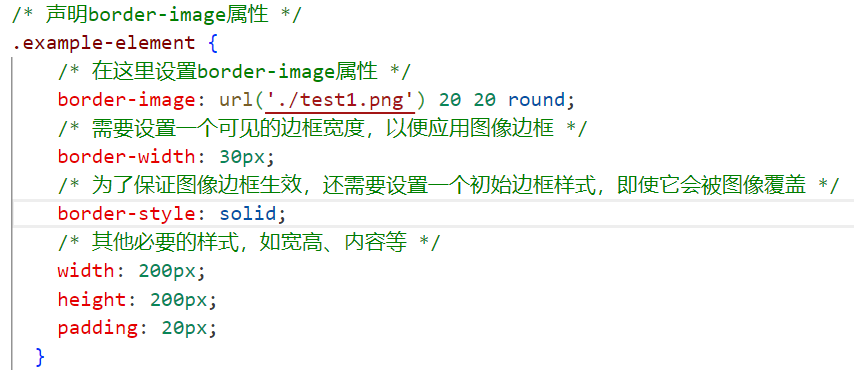 /* 声明border-image属性 */
.example-element {
/* 在这里设置border-image属性 */
border-image: url('./test1.png') 20 20 round;
/* 需要设置一个可见的边框宽度，以便应用图像边框 */
border-width: 30px;
/* 为了保证图像边框生效，还需要设置一个初始边框样式，即使它会被图像覆盖 */
border-style: solid;
/* 其他必要的样式，如宽高、内容等 */
width: 200px;
height: 200px;
padding: 20px;
}